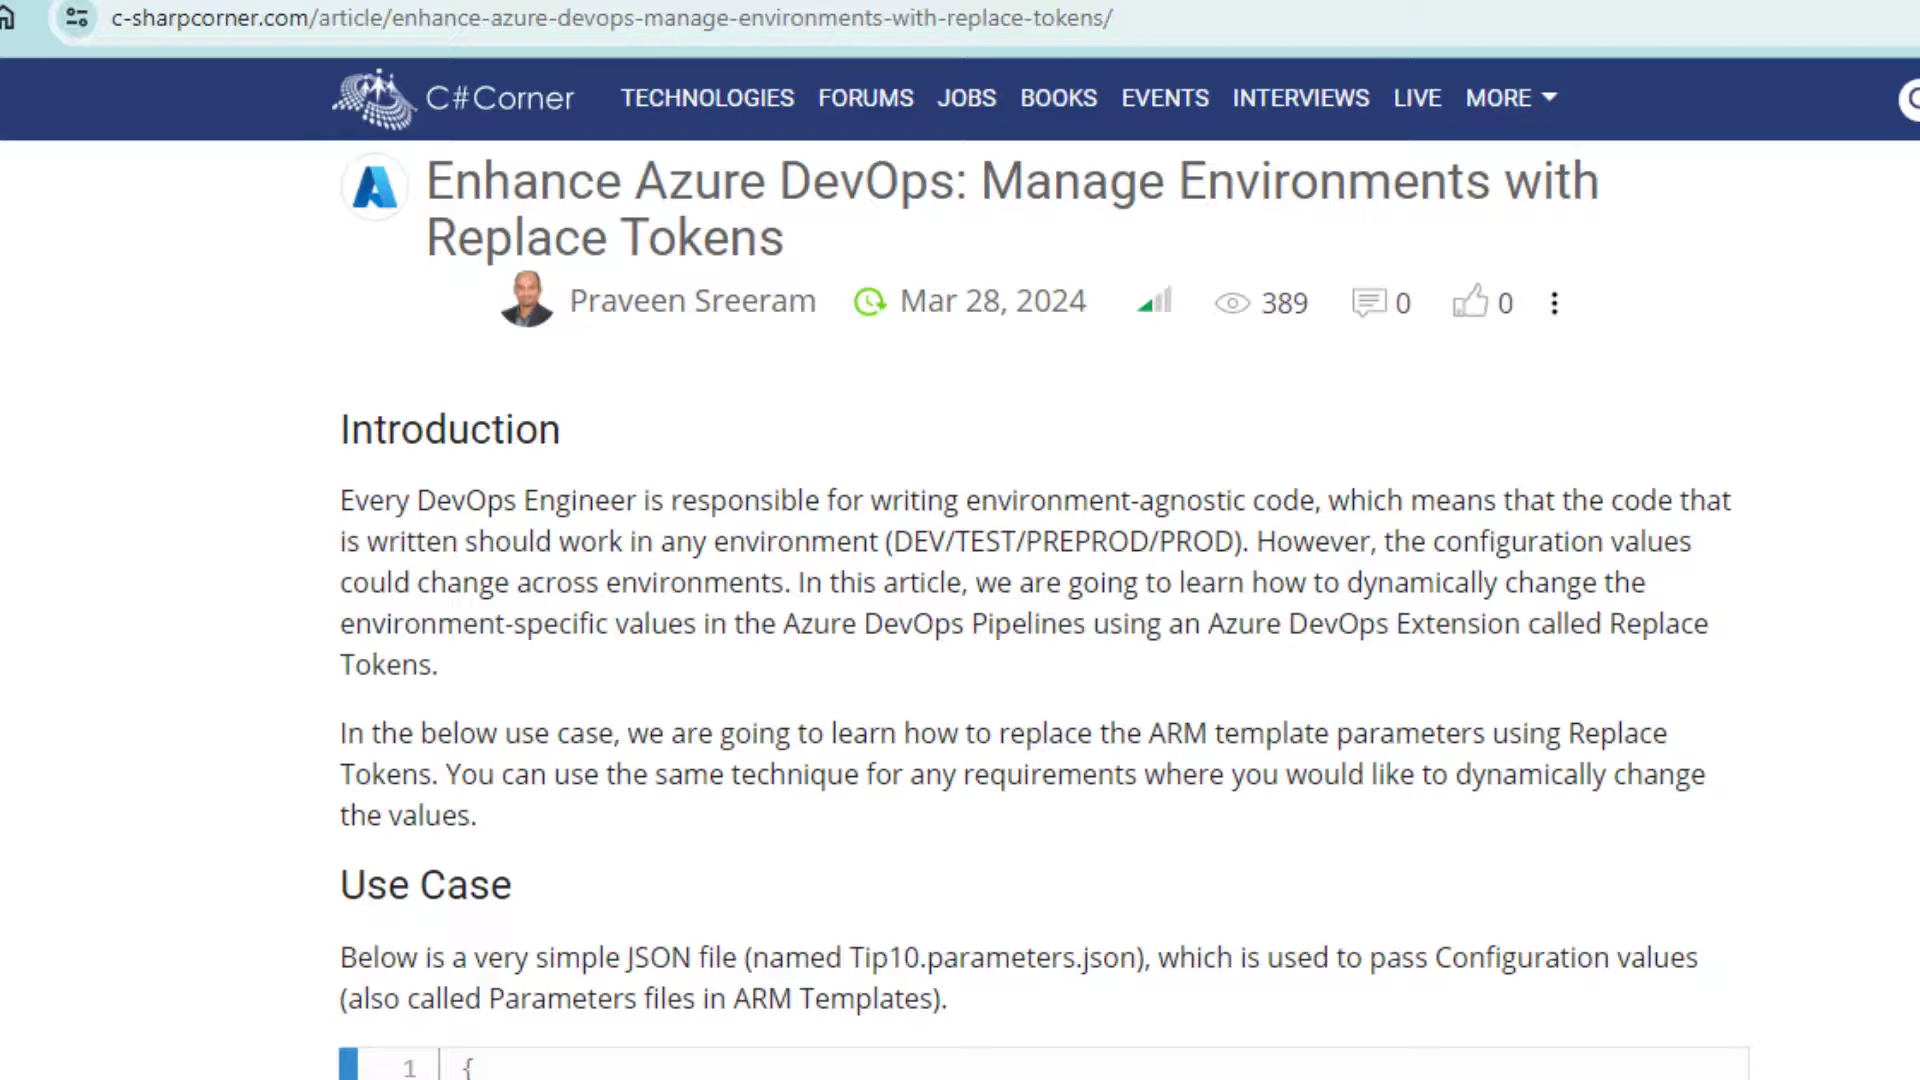 c-sharpcorner.com/article/enhance-azure-devops-manage-environments-with-replace-tokens/
C#Corner TECHNOLOGIES FORUMS JOBS BOOKS EVENTS INTERVIEWS LIVE MORE
Enhance Azure DevOps: Manage Environments with
Replace Tokens
Praveen Sreeram Mar 28, 2024 389 0 0
Introduction
Every DevOps Engineer is responsible for writing environment-agnostic code, which means that the code that
is written should work in any environment (DEV/TEST/PREPROD/PROD). However, the configuration values
could change across environments. In this article, we are going to learn how to dynamically change the
environment-specific values in the Azure DevOps Pipelines using an Azure DevOps Extension called Replace
Tokens.
In the below use case, we are going to learn how to replace the ARM template parameters using Replace
Tokens. You can use the same technique for any requirements where you would like to dynamically change
the values.
Use Case
Below is a very simple JSON file (named Tip10.parameters.json), which is used to pass Configuration values
(also called Parameters files in ARM Templates).
1 {